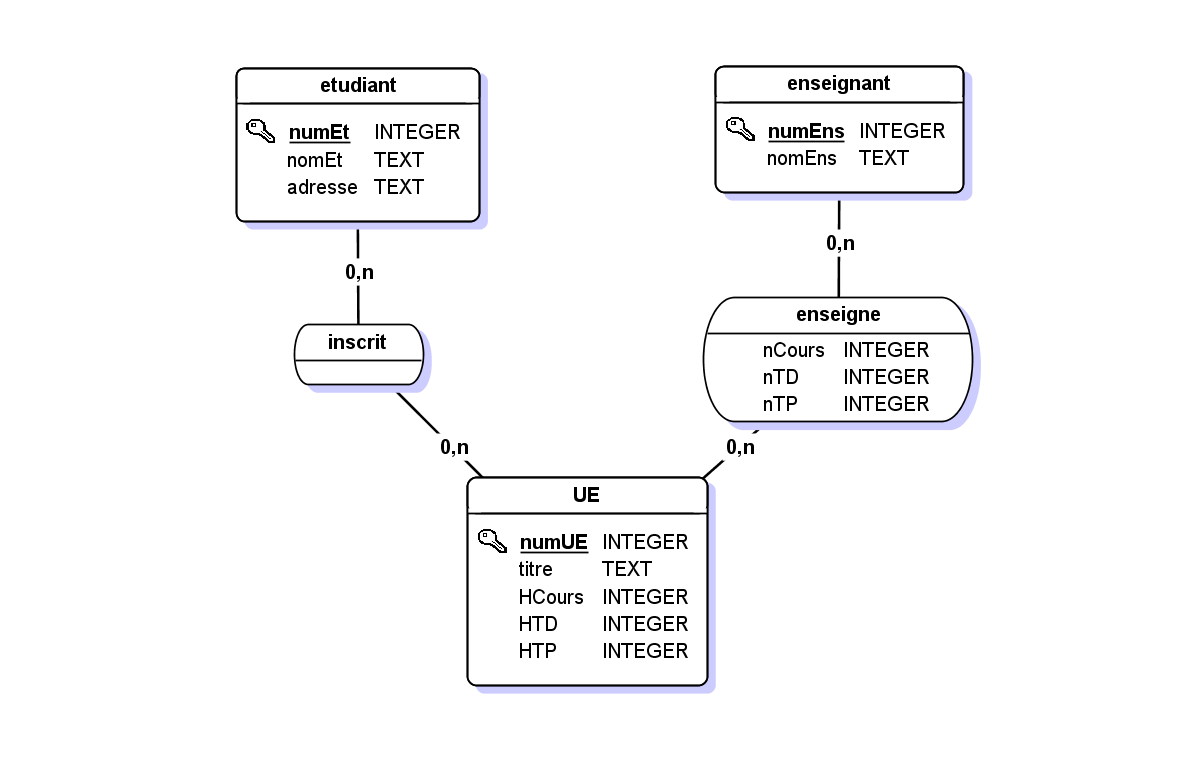 etudiant
numEt INTEGER
nomEt TEXT
adresse TEXT
0,n
inscrit
0,n
enseignant
numEns INTEGER
nomEns TEXT
0,n
enseigne
nCours INTEGER
nTD INTEGER
nTP INTEGER
0,n
UE
numUE INTEGER
titre TEXT
HCours INTEGER
HTD INTEGER
HTP INTEGER